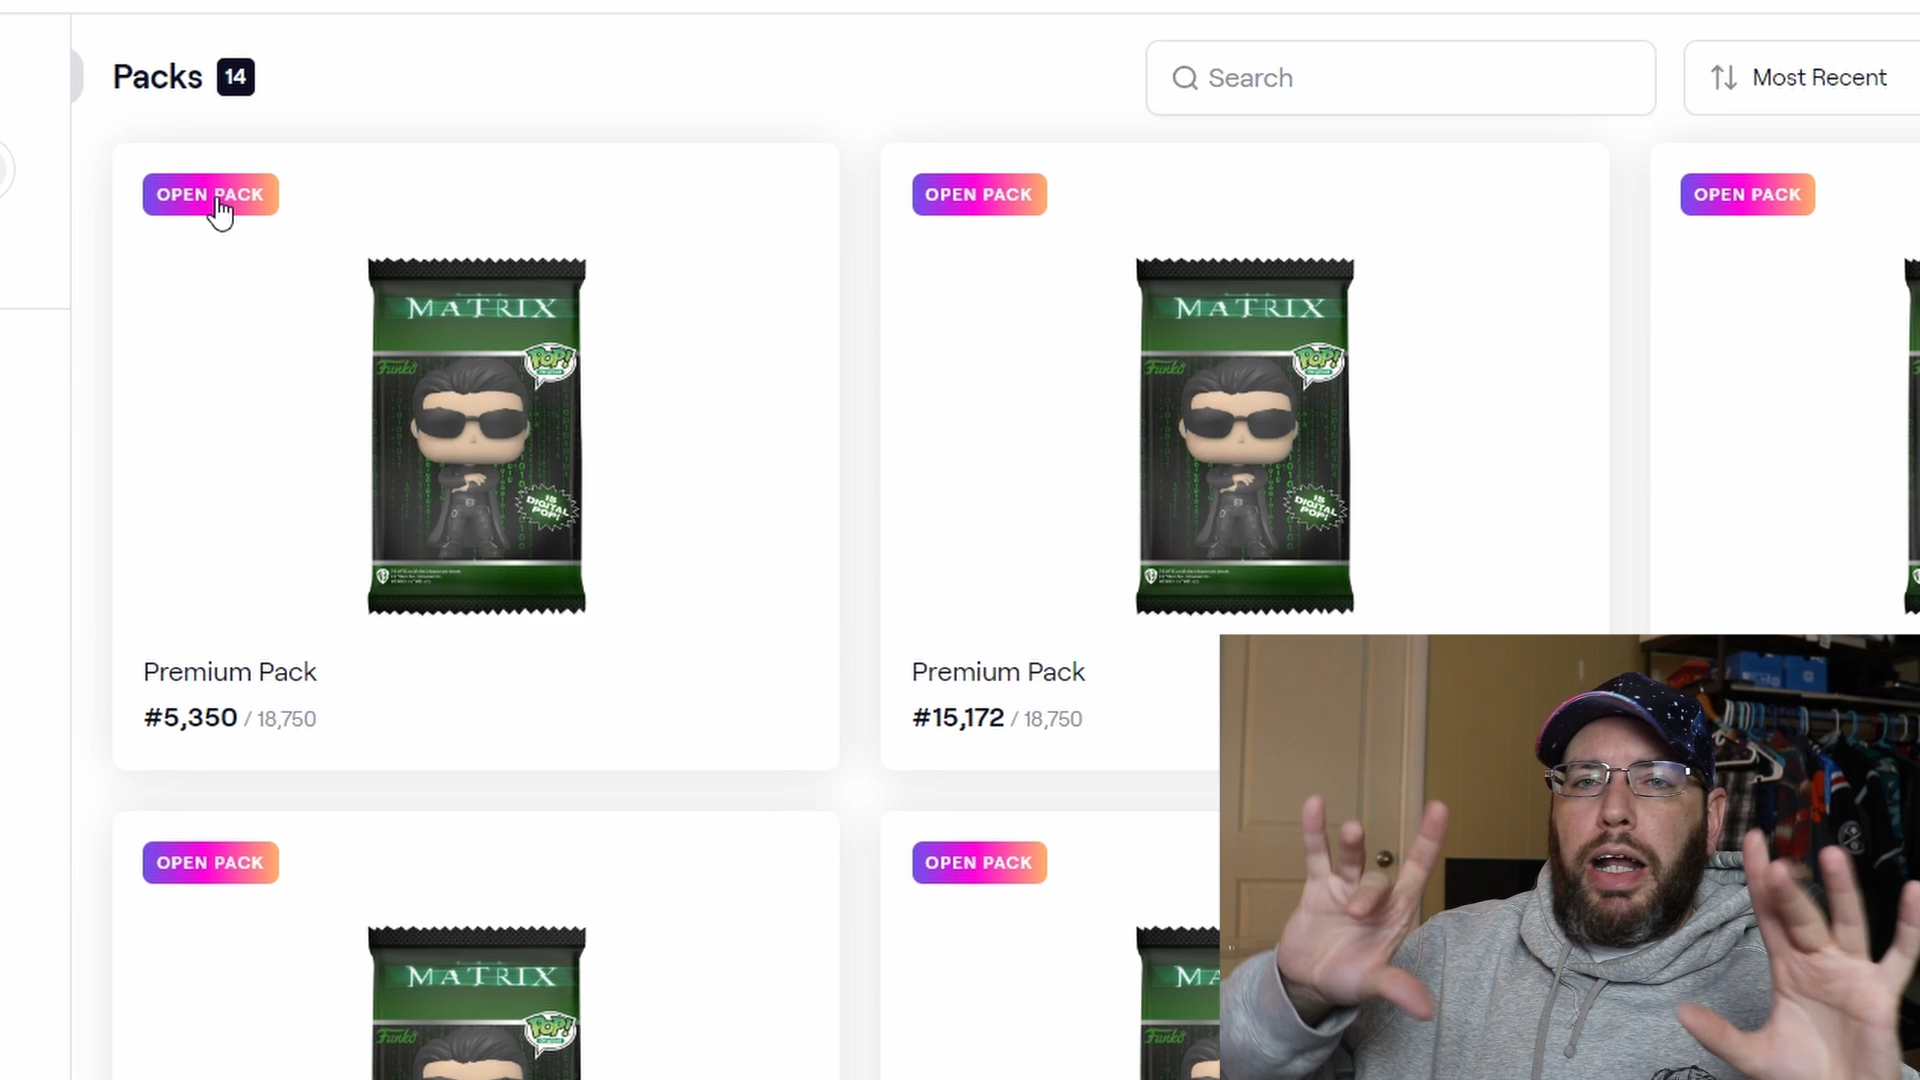 Packs 14
Search
Most Recent
OPEN PACK
OPEN PACK
OPEN PACK
MATRIX
MATRIX
Funko
POP!
Funko
POP!
15
DIGITAL
POP!
15
DIGITAL
POP!
Premium Pack
Premium Pack
#5,350 / 18,750
#15,172 / 18,750
OPEN PACK
OPEN PACK
MATRIX
MA
Funko
POP!
Funko